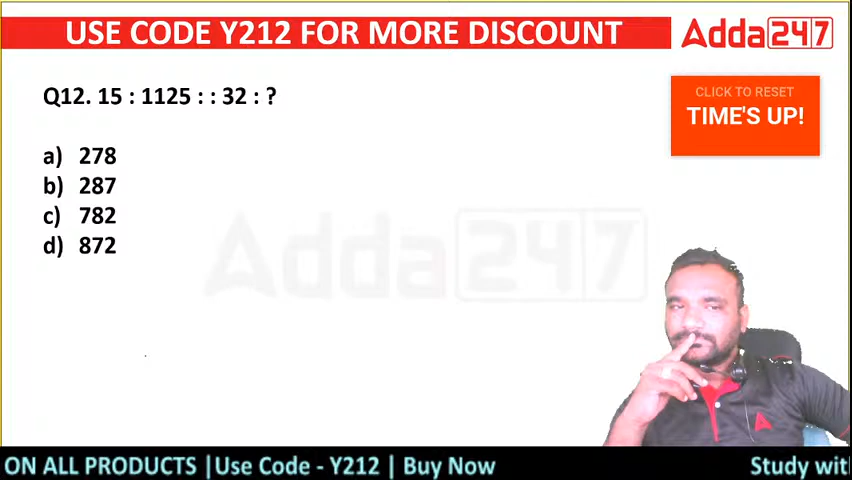 USE CODE Y212 FOR MORE DISCOUNT
Adda247
Q12. 15 : 1125 : : 32 : ?
CLICK TO RESET
TIME'S UP!
a) 278
b) 287
c) 782
d) 872
Adda247
ON ALL PRODUCTS |Use Code - Y212 | Buy Now
Study wit